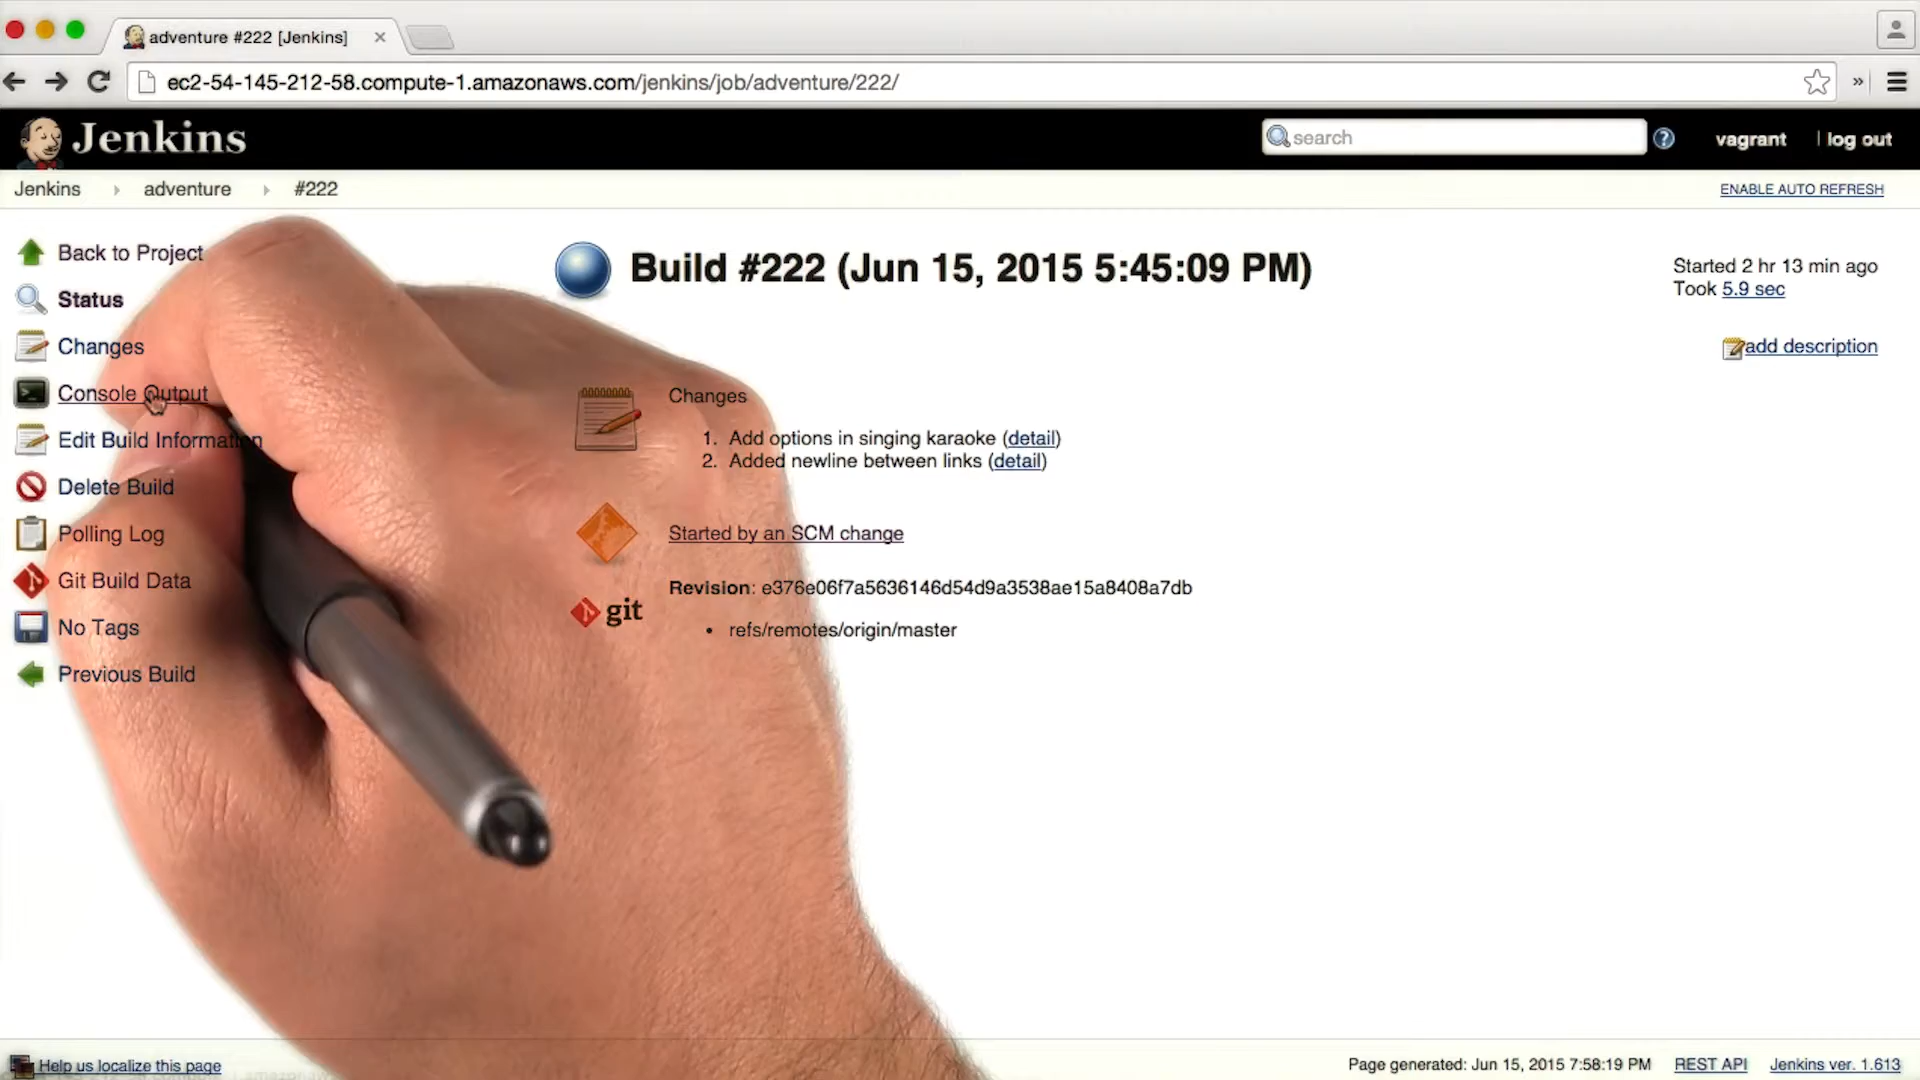 adventure #222 [Jenkins]
ec2-54-145-212-58.compute-1.amazonaws.com/jenkins/job/adventure/222/
Jenkins
search
vagrant
log out
Jenkins
adventure
#222
ENABLE AUTO REFRESH
Back to Project
Status
Changes
Console Output
Edit Build Information
Delete Build
Polling Log
Git Build Data
No Tags
Previous Build
Build #222 (Jun 15, 2015 5:45:09 PM)
Started 2 hr 13 min ago
Took 5.9 sec
add description
Changes
1. Add options in singing karaoke (detail)
2. Added newline between links (detail)
Started by an SCM change
Revision: e376e06f7a5636146d54d9a3538ae15a8408a7db
git
• refs/remotes/origin/master
Help us localize this page
Page generated: Jun 15, 2015 7:58:19 PM
REST API
Jenkins ver. 1.613